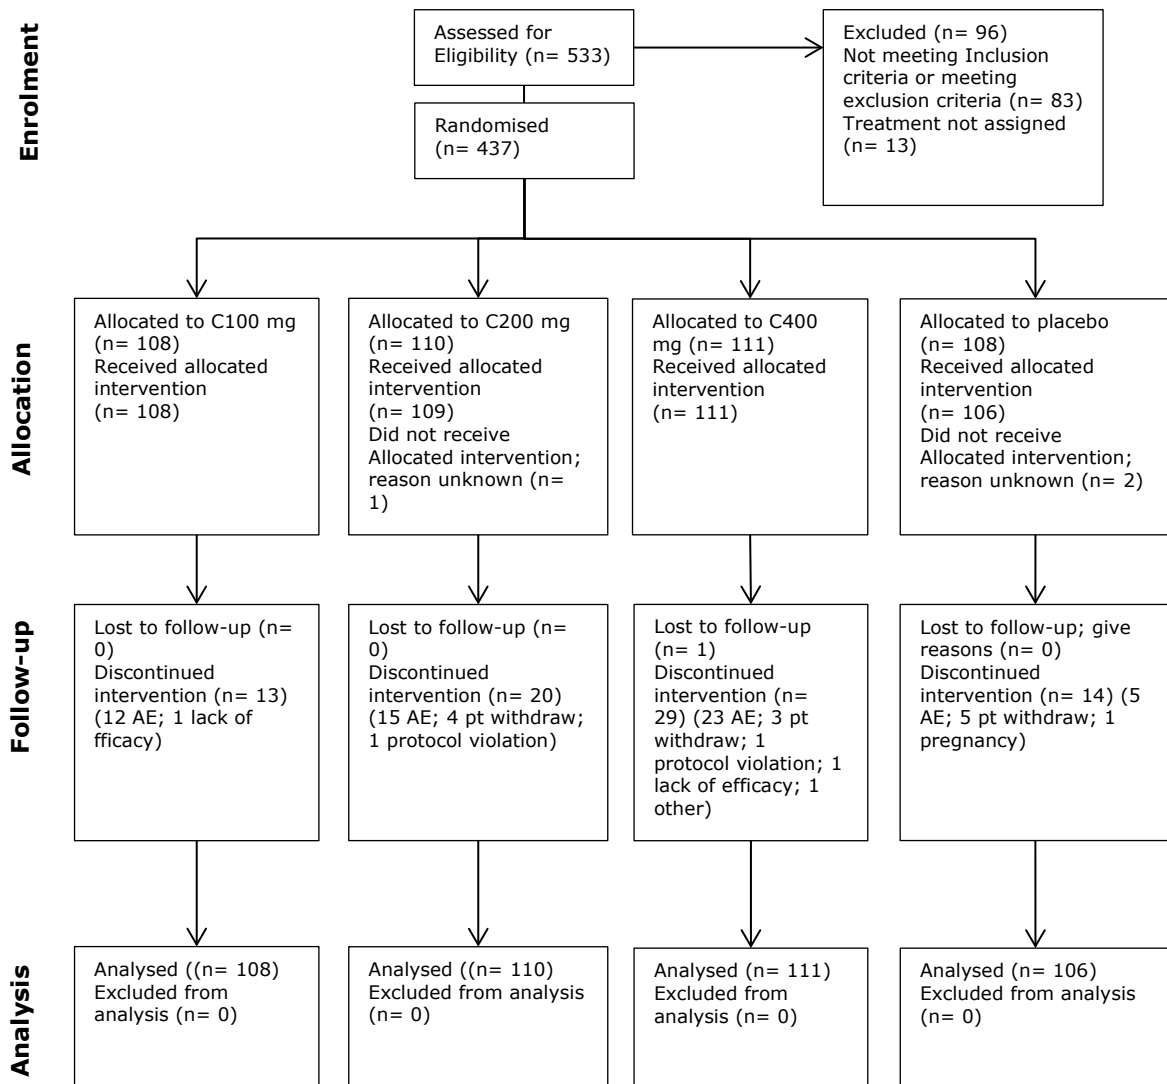 Enrolment
Assessed for
Eligibility (n= 533)
Excluded (n= 96)
Not meeting Inclusion
criteria or meeting
exclusion criteria (n= 83)
Treatment not assigned
(n= 13)
Randomised
(n= 437)
Allocation
Allocated to C100 mg
(n= 108)
Received allocated
intervention
(n= 108)
Allocated to C200 mg
(n= 110)
Received allocated
intervention
(n= 109)
Did not receive
Allocated intervention;
reason unknown (n=
1)
Allocated to C400
mg (n= 111)
Received allocated
intervention
(n= 111)
Allocated to placebo
(n= 108)
Received allocated
intervention
(n= 106)
Did not receive
Allocated intervention;
reason unknown (n= 2)
Follow-up
Lost to follow-up (n=
0)
Discontinued
intervention (n= 13)
(12 AE; 1 lack of
fficacy)
Lost to follow-up (n=
0)
Discontinued
intervention (n= 20)
(15 AE; 4 pt withdraw;
1 protocol violation)
Lost to follow-up
(n= 1)
Discontinued
intervention (n=
29) (23 AE; 3 pt
withdraw; 1
protocol violation; 1
lack of efficacy; 1
other)
Lost to follow-up; give
reasons (n= 0)
Discontinued
intervention (n= 14) (5
AE; 5 pt withdraw; 1
pregnancy)
Analysis
Analysed ((n= 108)
Excluded from
analysis (n= 0)
Analysed ((n= 110)
Excluded from analysis
(n= 0)
Analysed (n= 111)
Excluded from
analysis (n= 0)
Analysed (n= 106)
Excluded from analysis
(n= 0)